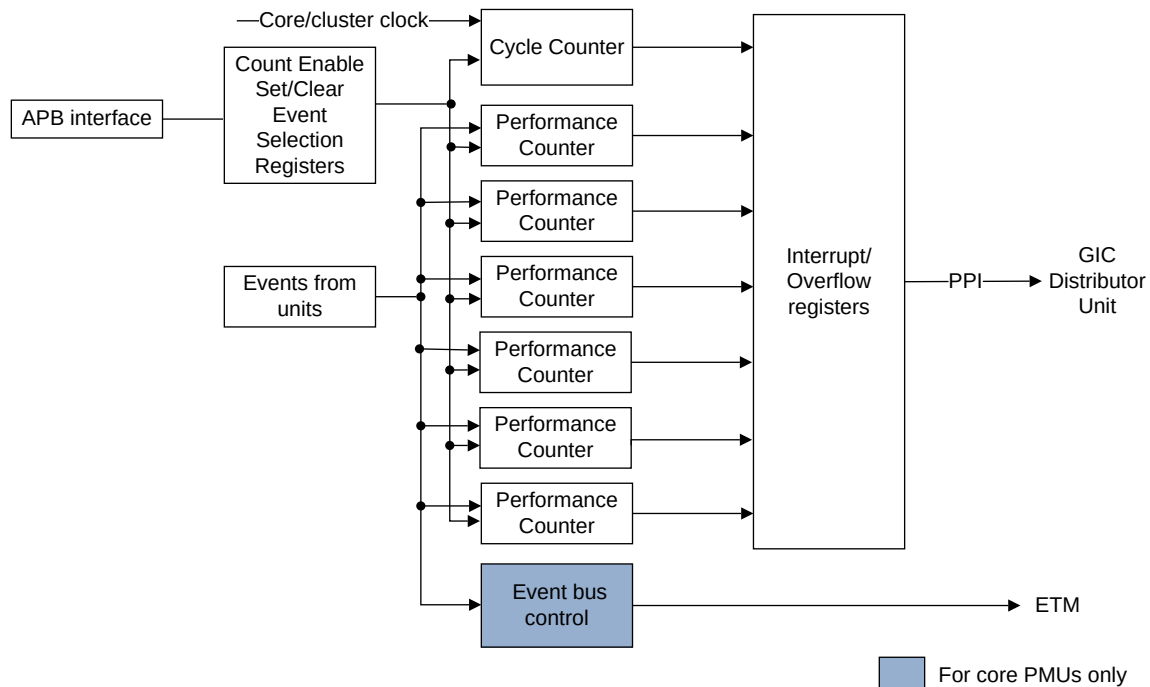 Core/cluster clock
Cycle Counter
Count Enable
Set/Clear
Event
Selection
Registers
APB interface
Performance
Counter
Performance
Counter
Events from
units
Performance
Counter
Performance
Counter
Performance
Counter
Performance
Counter
Interrupt/
Overflow
registers
PPI
GIC
Distributor
Unit
Event bus
control
ETM
For core PMUs only